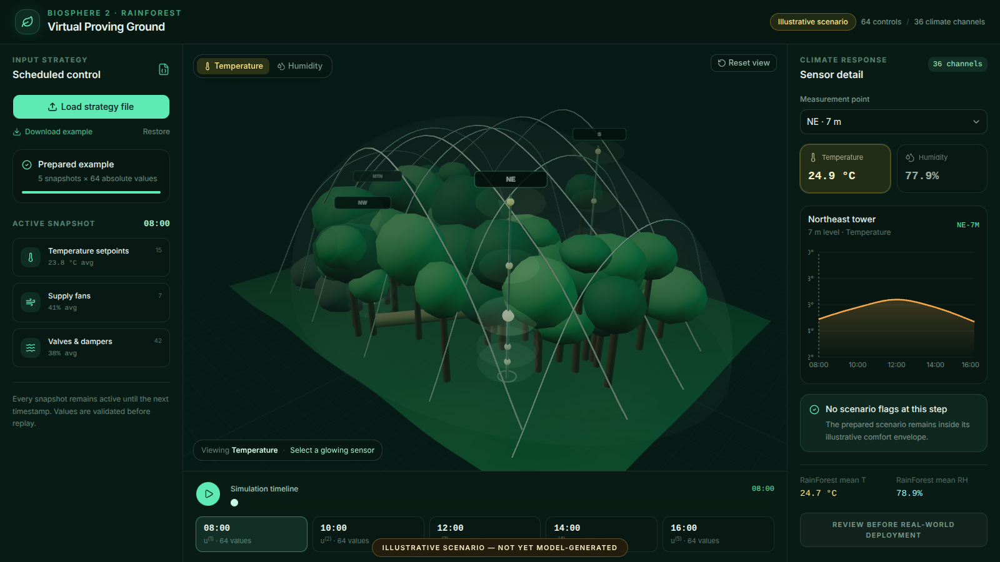 BIOSPHERE 2 · RAINFOREST
Virtual Proving Ground
Illustrative scenario
64 controls / 36 climate channels
INPUT STRATEGY
Scheduled control
Load strategy file
Download example
Restore
Prepared example
5 snapshots × 64 absolute values
ACTIVE SNAPSHOT
08:00
Temperature setpoints
15
23.8 °C avg
Supply fans
7
41% avg
Valves & dampers
42
38% avg
Every snapshot remains active until the next
timestamp. Values are validated before
replay.
Temperature
Humidity
Reset view
S
MTN
NE
NW
Viewing Temperature · Select a glowing sensor
Simulation timeline
08:00
08:00
u(1) · 64 values
10:00
u(2) · 64 values
12:00
14:00
16:00
u(5) · 64 values
ILLUSTRATIVE SCENARIO — NOT YET MODEL-GENERATED
CLIMATE RESPONSE
Sensor detail
36 channels
Measurement point
NE · 7 m
Temperature
24.9 °C
Humidity
77.9%
Northeast tower
7 m level · Temperature
NE-7M
08:00 10:00 12:00 14:00 16:00
No scenario flags at this step
The prepared scenario remains inside its
illustrative comfort envelope.
RainForest mean T
24.7 °C
RainForest mean RH
78.9%
REVIEW BEFORE REAL-WORLD
DEPLOYMENT